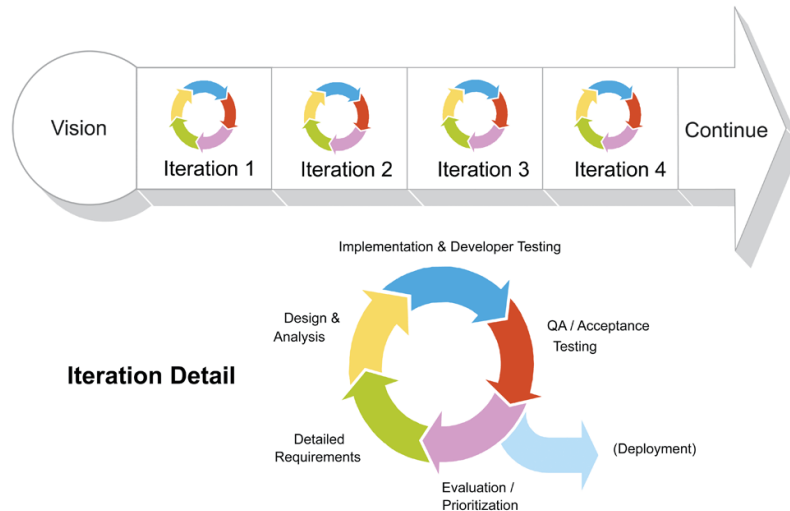 Vision
Iteration 1
Iteration 2
Iteration 3
Iteration 4
Continue
Implementation & Developer Testing
Design &
Analysis
QA / Acceptance
Testing
Iteration Detail
Detailed
Requirements
(Deployment)
Evaluation /
Prioritization